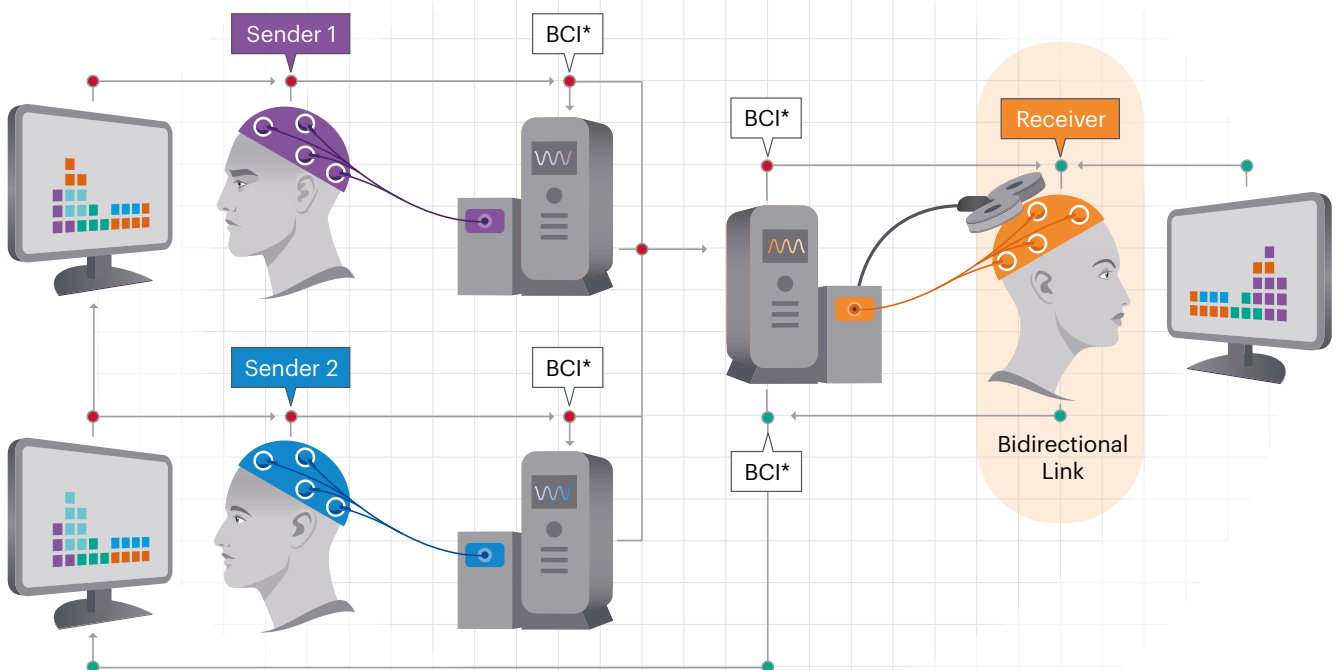 Sender 1
BCI*
BCI*
Receiver
Sender 2
BCI*
Bidirectional
Link
BCI*